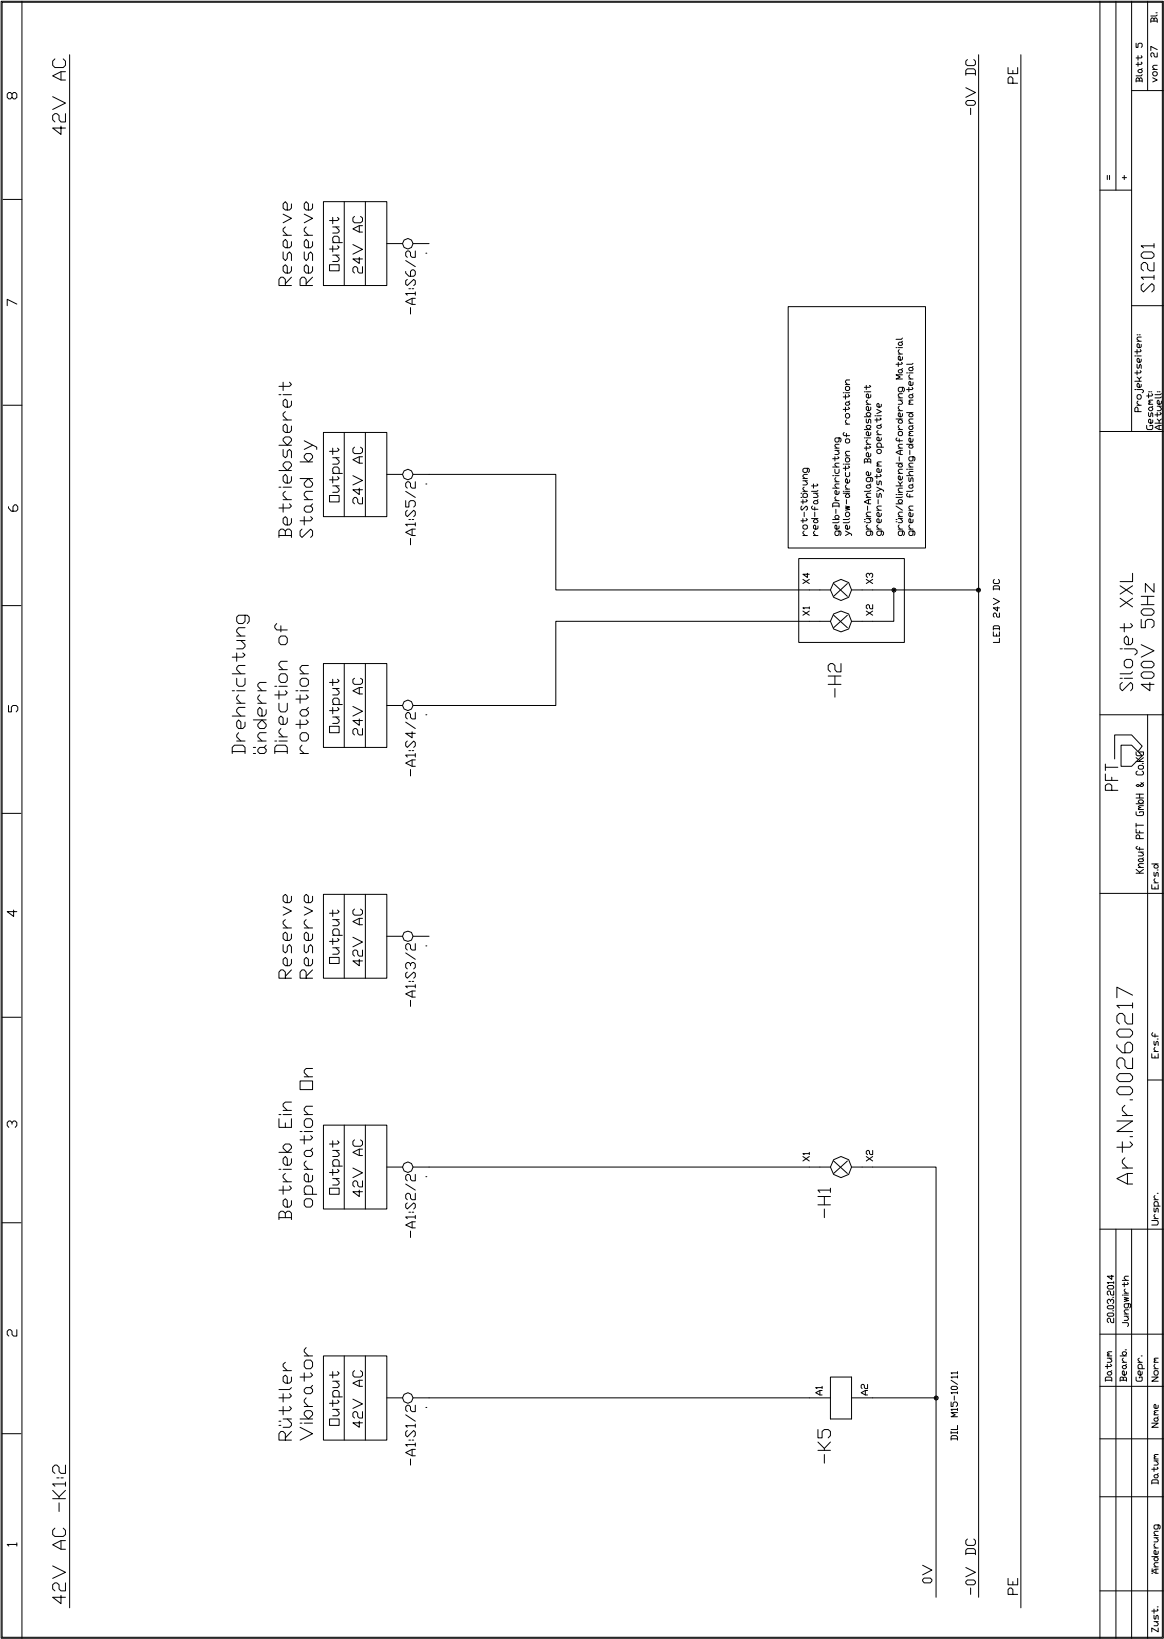 1
2
3
4
5
6
7
8
42V AC -K1:2
42V AC
Rüttler
Vibrator
Output
42V AC
-A1:S1/2
Betrieb Ein
operation On
Output
42V AC
-A1:S2/2
Reserve
Reserve
Output
42V AC
-A1:S3/2
Drehrichtung
ändern
Direction of
rotation
Output
24V AC
-A1:S4/2
Betriebsbereit
Stand by
Output
24V AC
-A1:S5/2
Reserve
Reserve
Output
24V AC
-A1:S6/2
-K5
A1
A2
DIL M15-10/11
-H1
X1
X2
-H2
X1
X4
X2
X3
LED 24V DC
rot-Störung
red-fault
gelb-Drehrichtung
yellow-direction of rotation
grün-Anlage Betriebsbereit
green-system operative
grün/blinkend-Anforderung Material
green flashing-demand material
0V
-0V DC
-0V DC
PE
PE
Zust.
Änderung
Datum
Name
Datum
20.03.2014
Bearb.
Jungwirth
Gepr.
Norm
Urspr.
Art.Nr.00260217
Ers.f
Ers.d
PFT
Knauf PFT GmbH & Co.KG
Silojet XXL
400V 50Hz
Projektseiten:
Gesamt:
Aktuell:
S1201
=
+
Blatt 5
von 27
Bl.